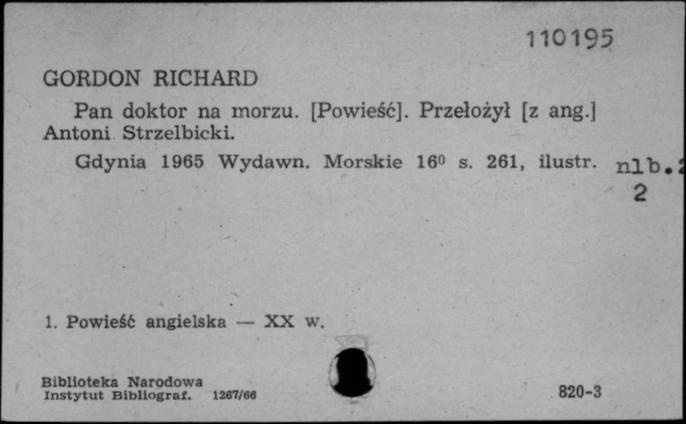 110195
GORDON RICHARD
Pan doktor na morzu. [Powieść]. Przełożył [z ang.]
Antoni Strzelbicki.
Gdynia 1965 Wydawn. Morskie 16⁰ s. 261, ilustr. nlb.2
2
1. Powieść angielska — XX w.
Biblioteka Narodowa
Instytut Bibliograf. 1267/66
820-3